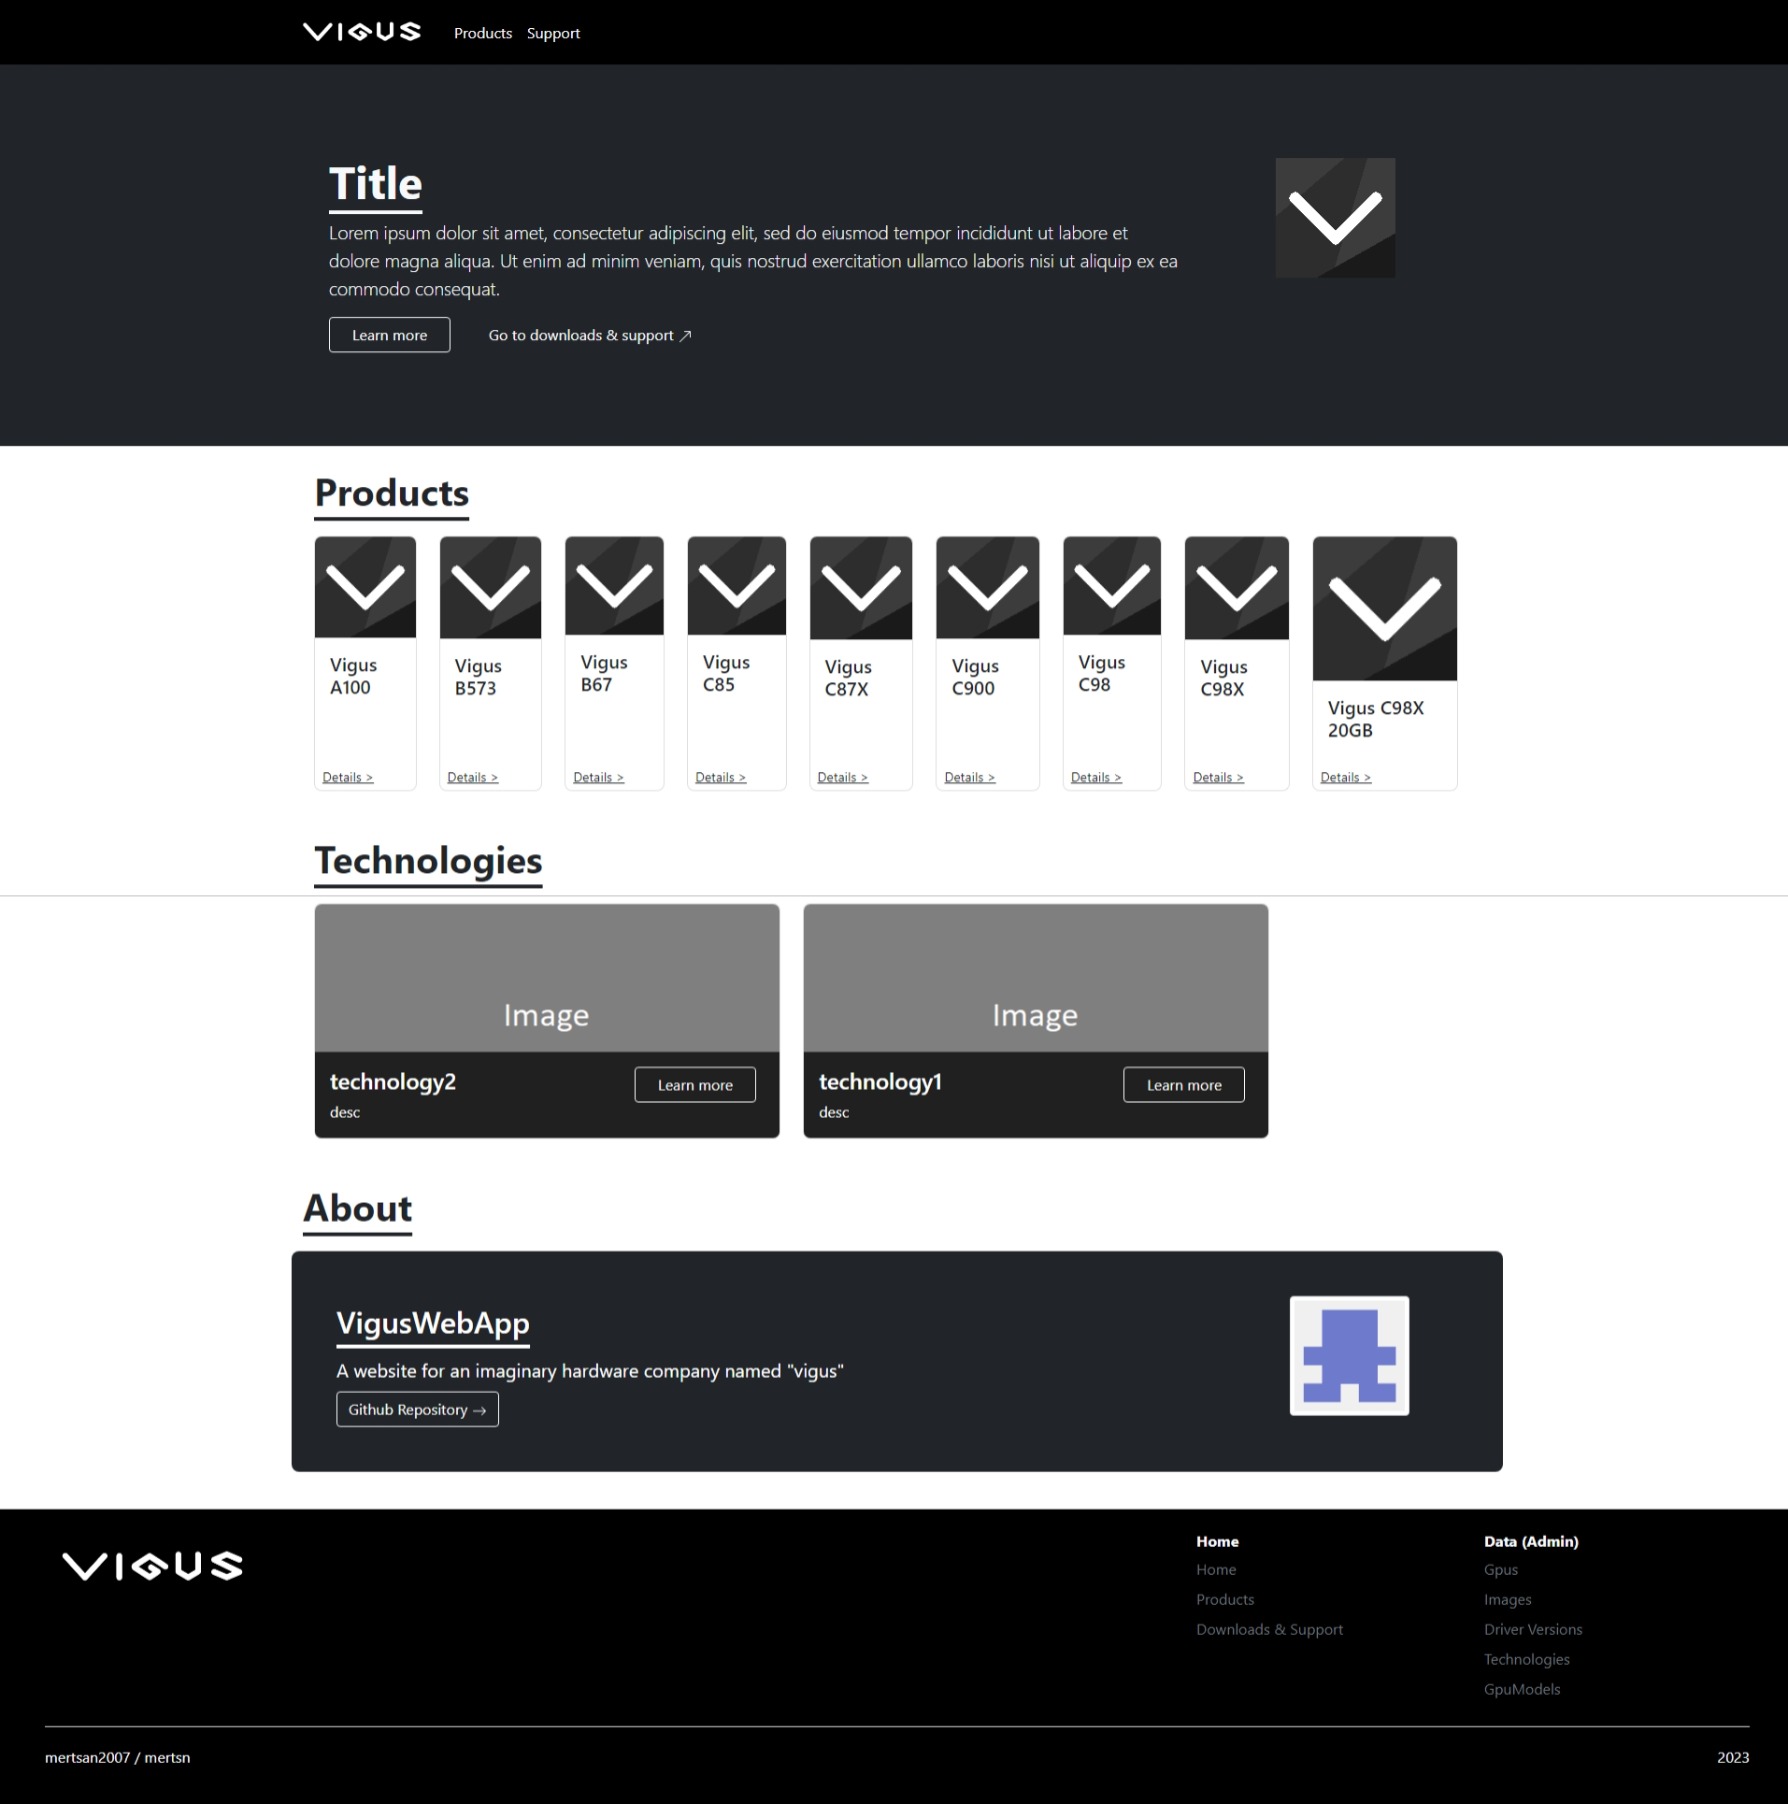 VIGUS
Products Support
Title
Lorem ipsum dolor sit amet, consectetur adipiscing elit, sed do eiusmod tempor incididunt ut labore et
dolore magna aliqua. Ut enim ad minim veniam, quis nostrud exercitation ullamco laboris nisi ut aliquip ex ea
commodo consequat.
Learn more
Go to downloads & support ↗
Products
Vigus
A100
Details >
Vigus
B573
Details >
Vigus
B67
Details >
Vigus
C85
Details >
Vigus
C87X
Details >
Vigus
C900
Details >
Vigus
C98
Details >
Vigus
C98X
Details >
Vigus C98X
20GB
Details >
Technologies
Image
technology2
desc
Learn more
Image
technology1
desc
Learn more
About
VigusWebApp
A website for an imaginary hardware company named "vigus"
Github Repository →
VIGUS
Home
Home
Products
Downloads & Support
Data (Admin)
Gpus
Images
Driver Versions
Technologies
GpuModels
mertsan2007 / mertsn
2023